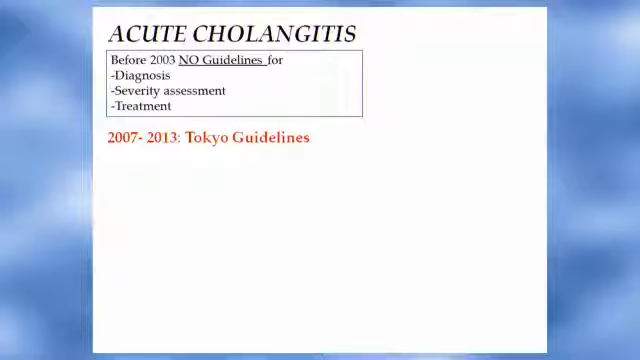 ACUTE CHOLANGITIS
Before 2003 NO Guidelines for
-Diagnosis
-Severity assessment
-Treatment
2007- 2013: Tokyo Guidelines